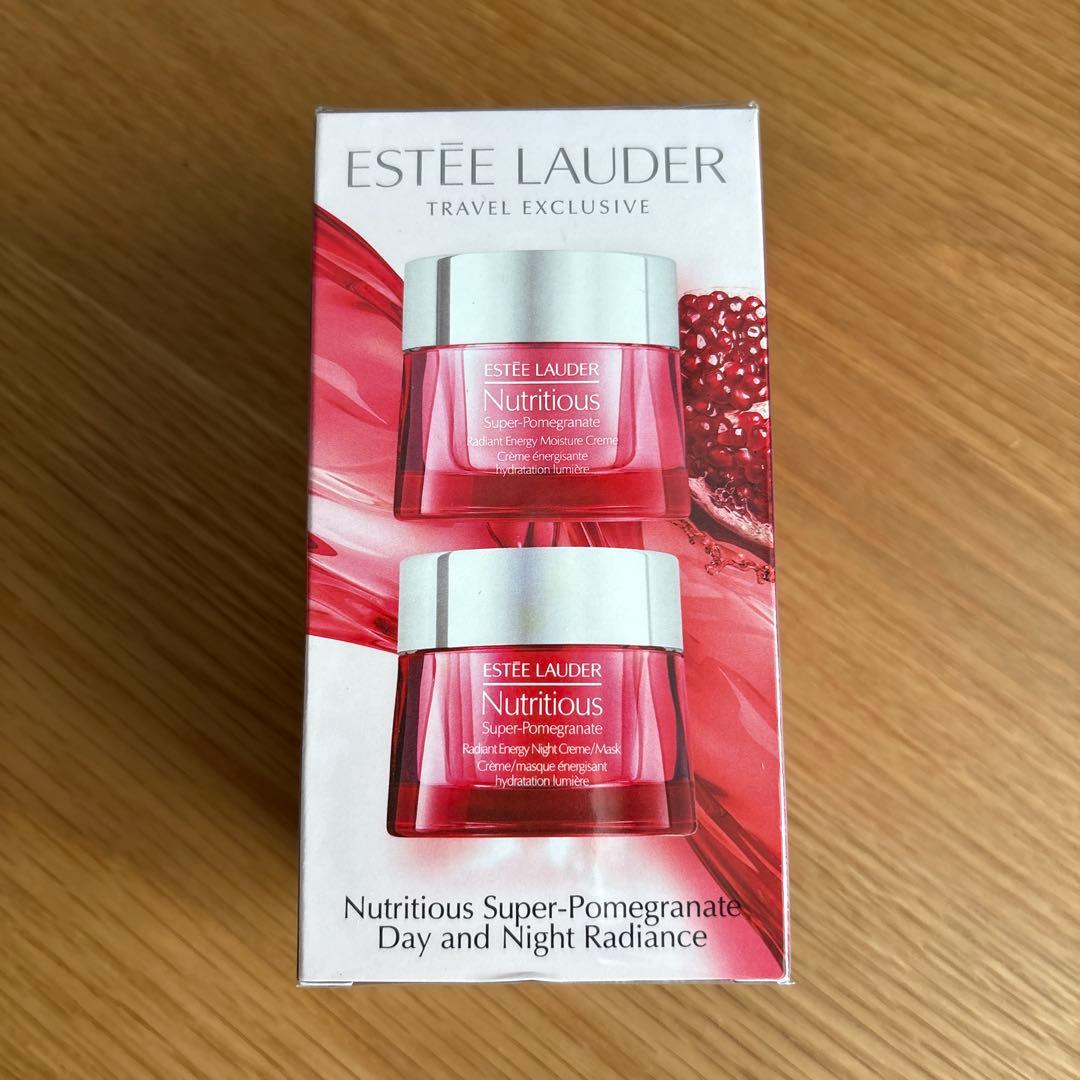 ESTĒE LAUDER
TRAVEL EXCLUSIVE
ESTĒE LAUDER
Nutritious
Super-Pomegranate
Radiant Energy Moisture Creme
Crème énergisante
hydratation lumière
ESTĒE LAUDER
Nutritious
Super-Pomegranate
Radiant Energy Night Creme/Mask
Crème/masque énergisant
hydratation lumière
Nutritious Super-Pomegranate
Day and Night Radiance